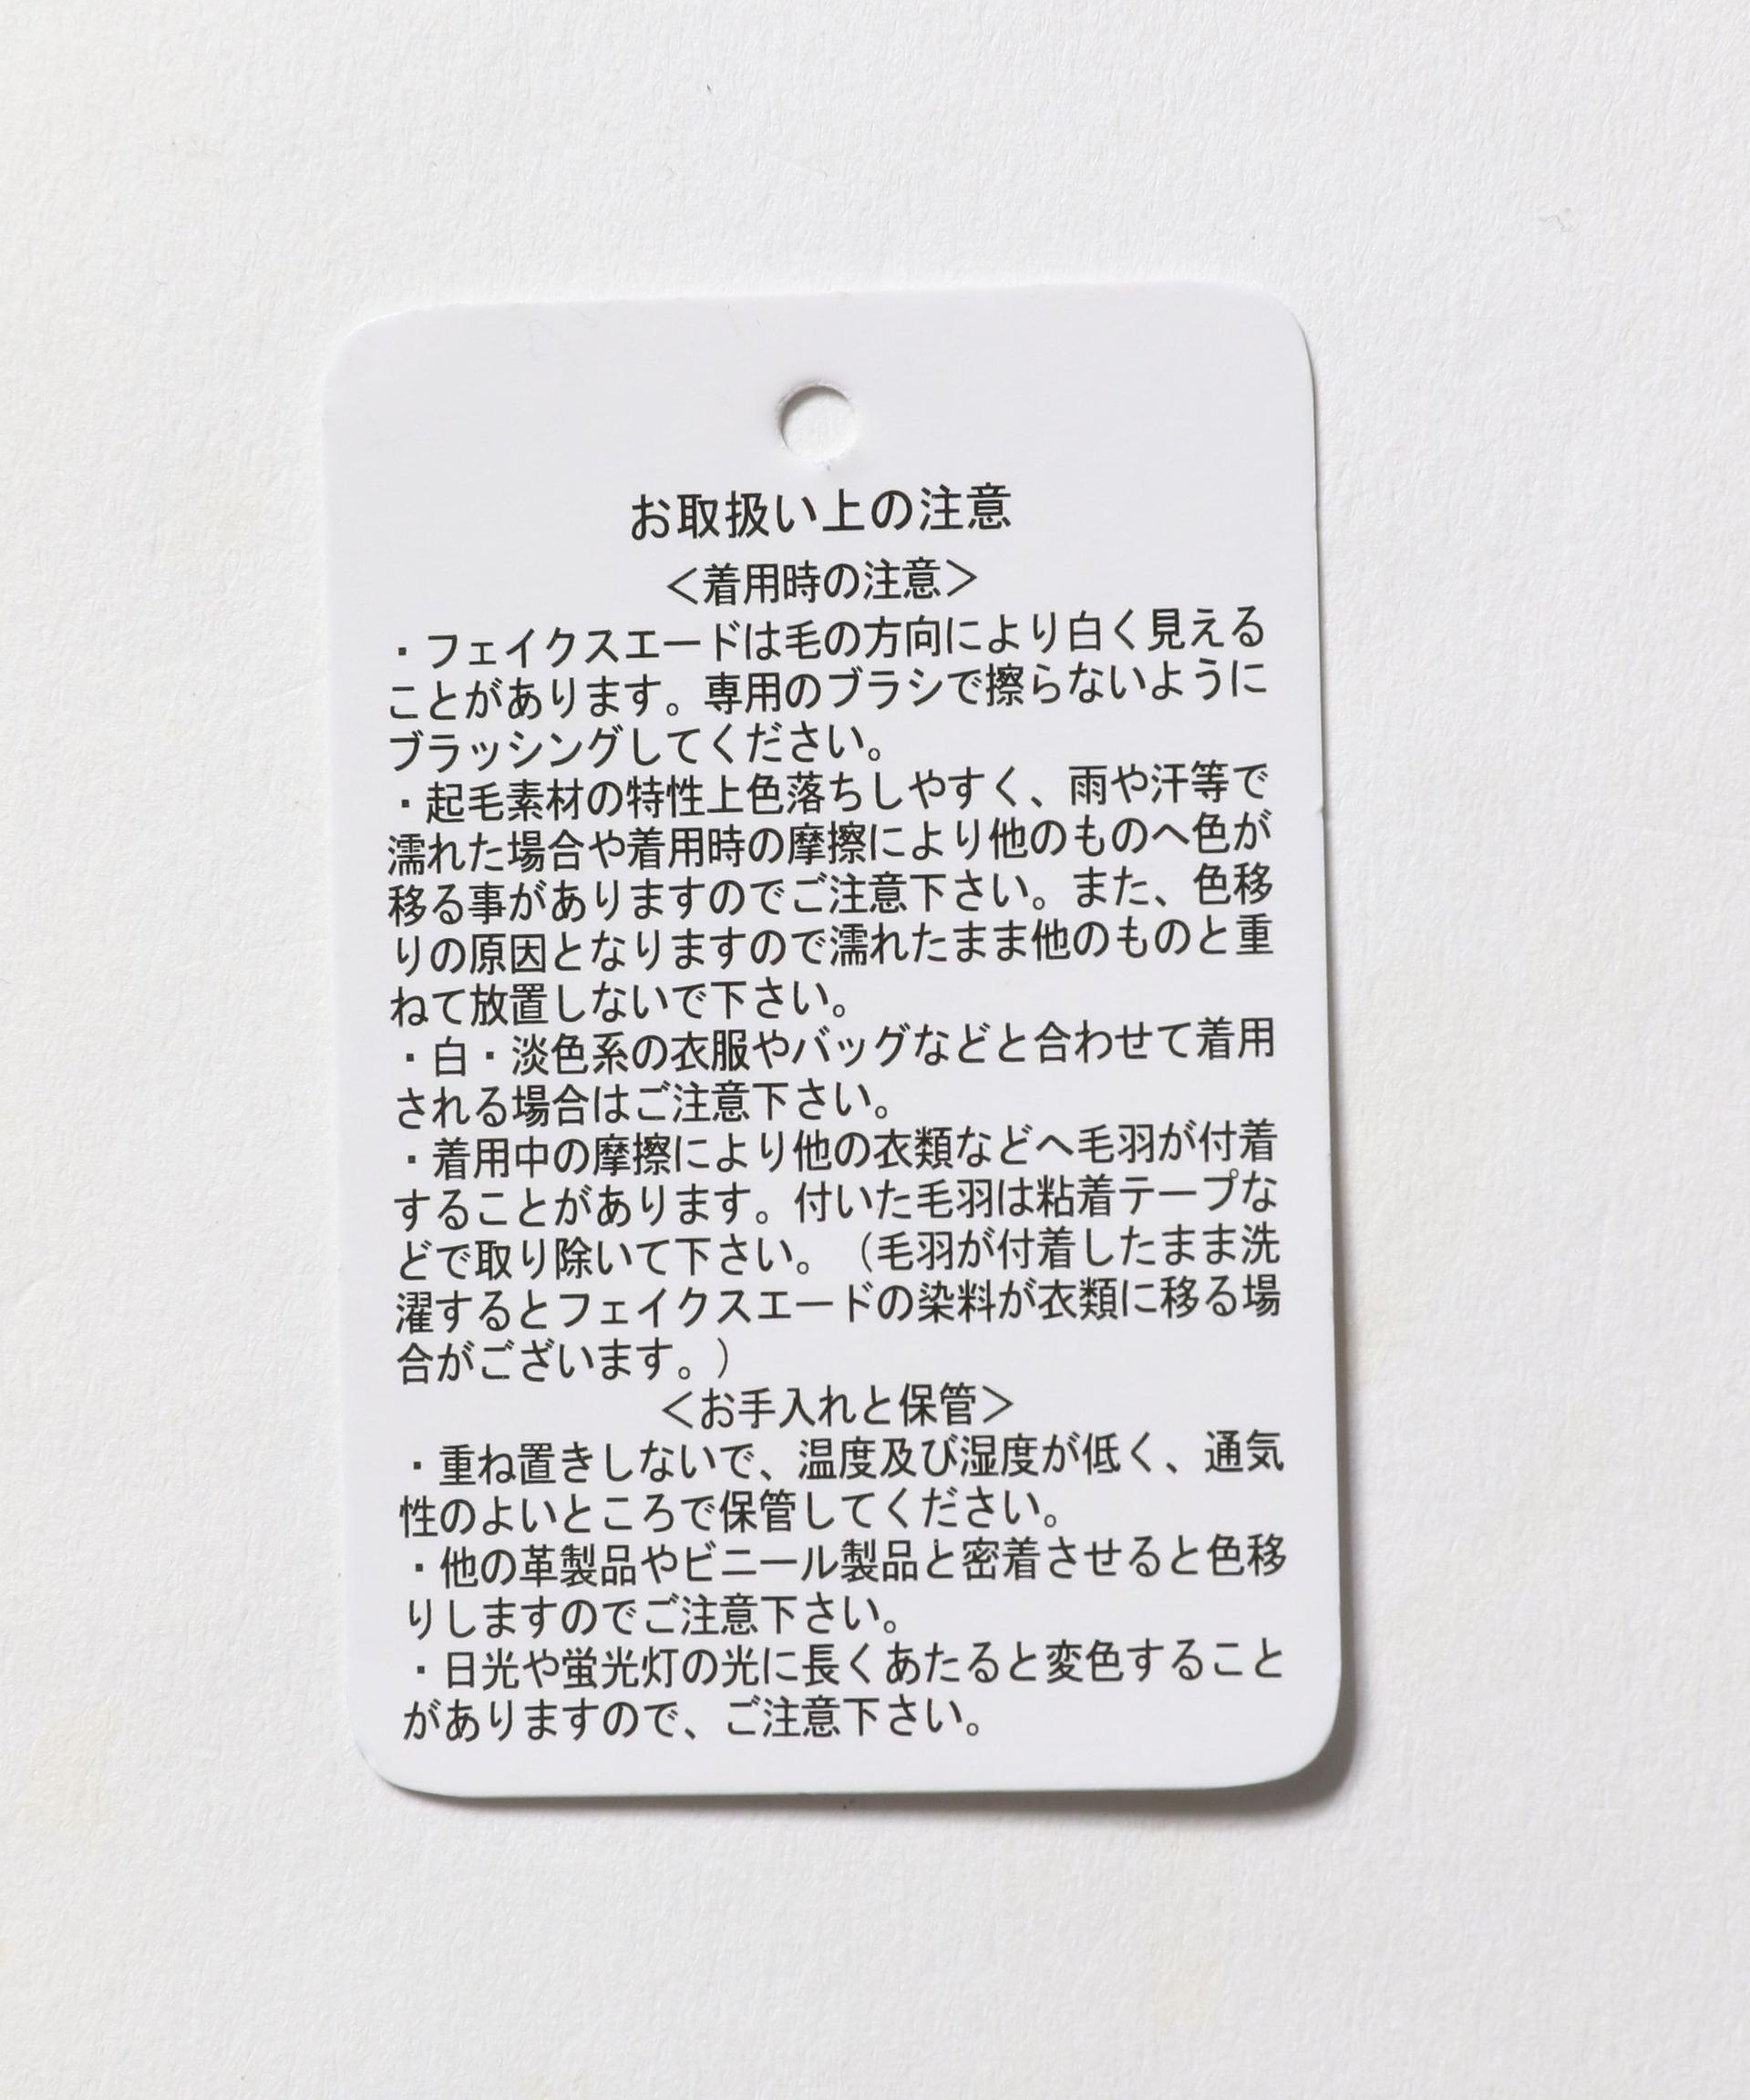 お取扱い上の注意
＜着用時の注意＞
・フェイクスエードは毛の方向により白く見える
ことがあります。専用のブラシで擦らないように
ブラッシングしてください。
・起毛素材の特性上色落ちしやすく、雨や汗等で
濡れた場合や着用時の摩擦により他のものへ色が
移る事がありますのでご注意下さい。また、色移
りの原因となりますので濡れたまま他のものと重
ねて放置しないで下さい。
・白・淡色系の衣服やバッグなどと合わせて着用
される場合はご注意下さい。
・着用中の摩擦により他の衣類などへ毛羽が付着
することがあります。付いた毛羽は粘着テープな
どで取り除いて下さい。（毛羽が付着したまま洗
濯するとフェイクスエードの染料が衣類に移る場
合がございます。）
＜お手入れと保管＞
・重ね置きしないで、温度及び湿度が低く、通気
性のよいところで保管してください。
・他の革製品やビニール製品と密着させると色移
りしますのでご注意下さい。
・日光や蛍光灯の光に長くあたると変色すること
がありますので、ご注意下さい。